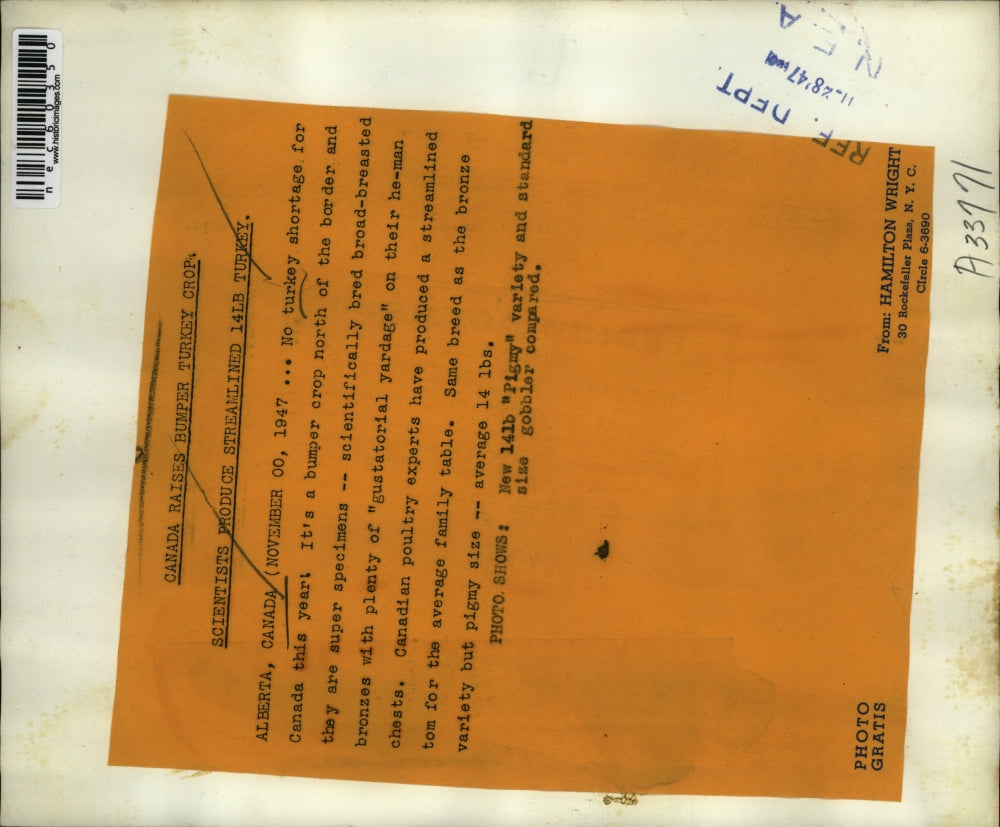 CANADA RAISES BUMPER TURKEY CROP.
SCIENTISTS PRODUCE STREAMLINED 14LB TURKEY.
ALBERTA, CANADA (NOVEMBER 00, 1947 ... No turkey shortage for
Canada this year! It's a bumper crop north of the border and
they are super specimens -- scientifically bred broad-breasted
bronzes with plenty of "gustatorial yardage" on their he-man
chests. Canadian poultry experts have produced a streamlined
tom for the average family table. Same breed as the bronze
variety but pigmy size -- average 14 lbs.
PHOTO SHOWS: New 14lb "Pigmy" variety and standard
size gobbler compared.
PHOTO
GRATIS
From: HAMILTON WRIGHT
30 Rockefeller Plaza, N. Y. C.
CIrcle 6-3690
REF. DEPT.
11-28'47
N E A
A33771
nec60350
www.historicimages.com